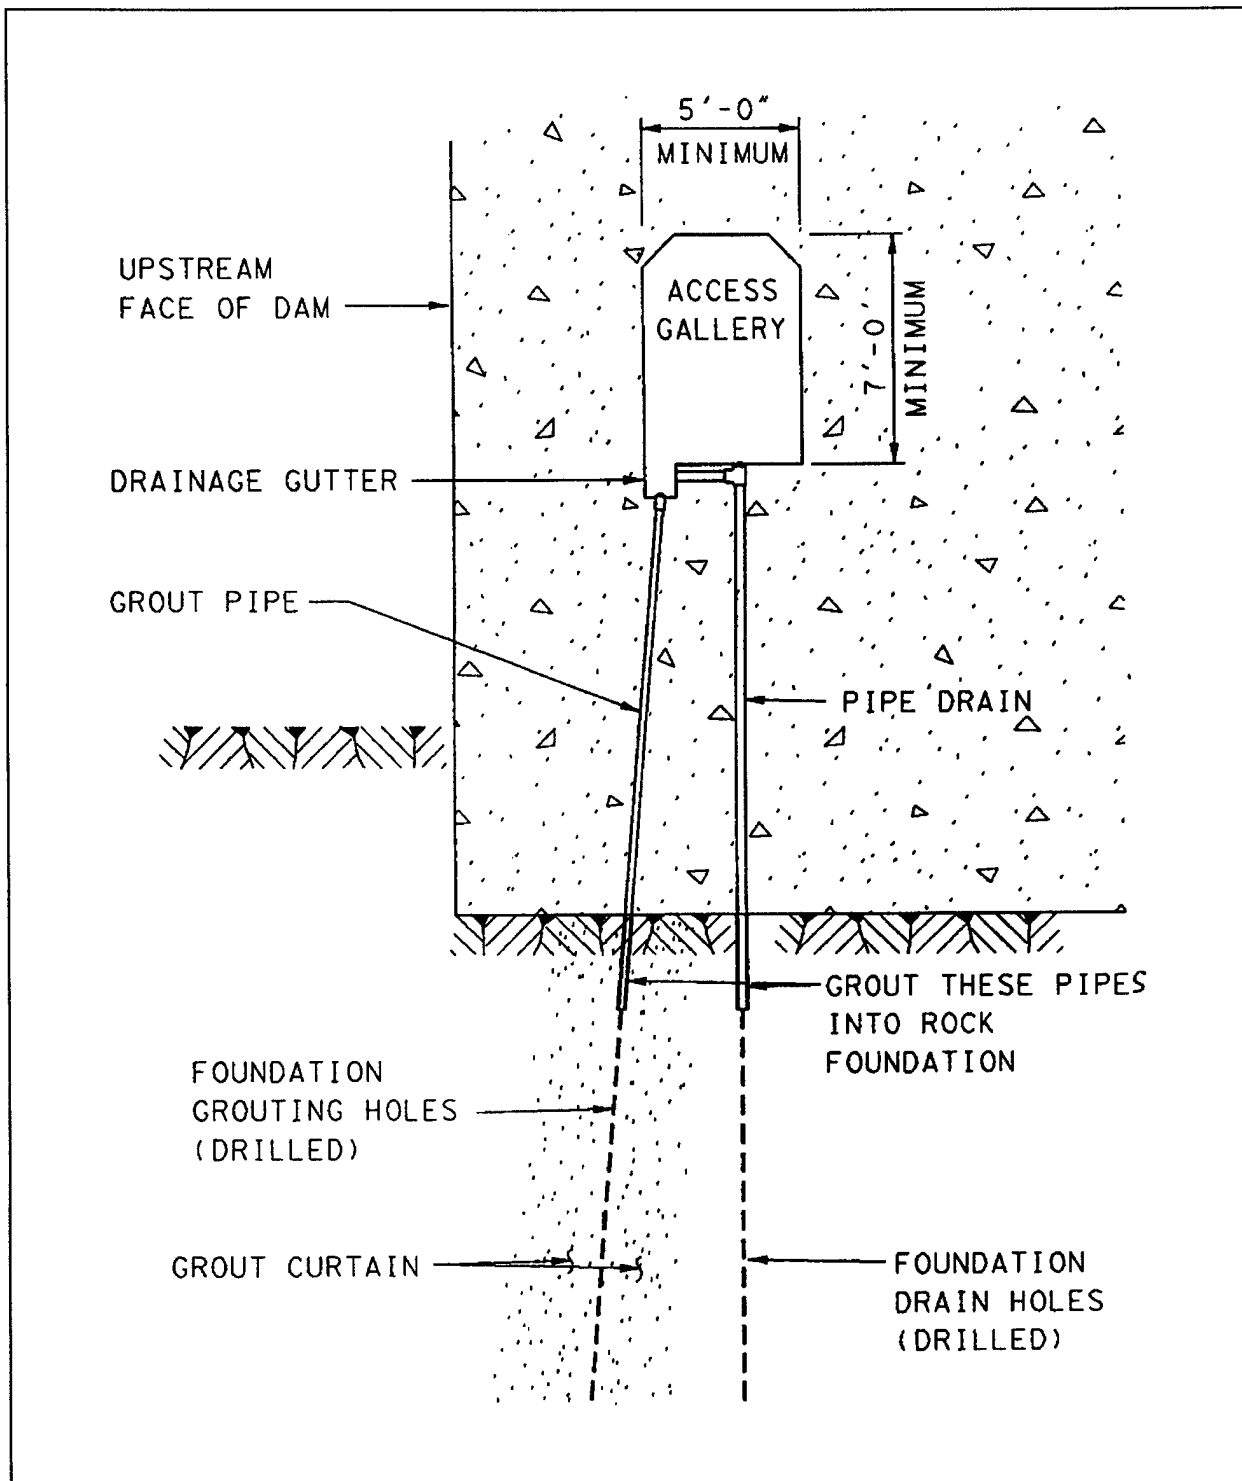 5'-0"
MINIMUM
UPSTREAM
FACE OF DAM
ACCESS
GALLERY
7'-0'
MINIMUM
DRAINAGE GUTTER
GROUT PIPE
PIPE DRAIN
GROUT THESE PIPES
INTO ROCK
FOUNDATION
FOUNDATION
GROUTING HOLES
(DRILLED)
GROUT CURTAIN
FOUNDATION
DRAIN HOLES
(DRILLED)